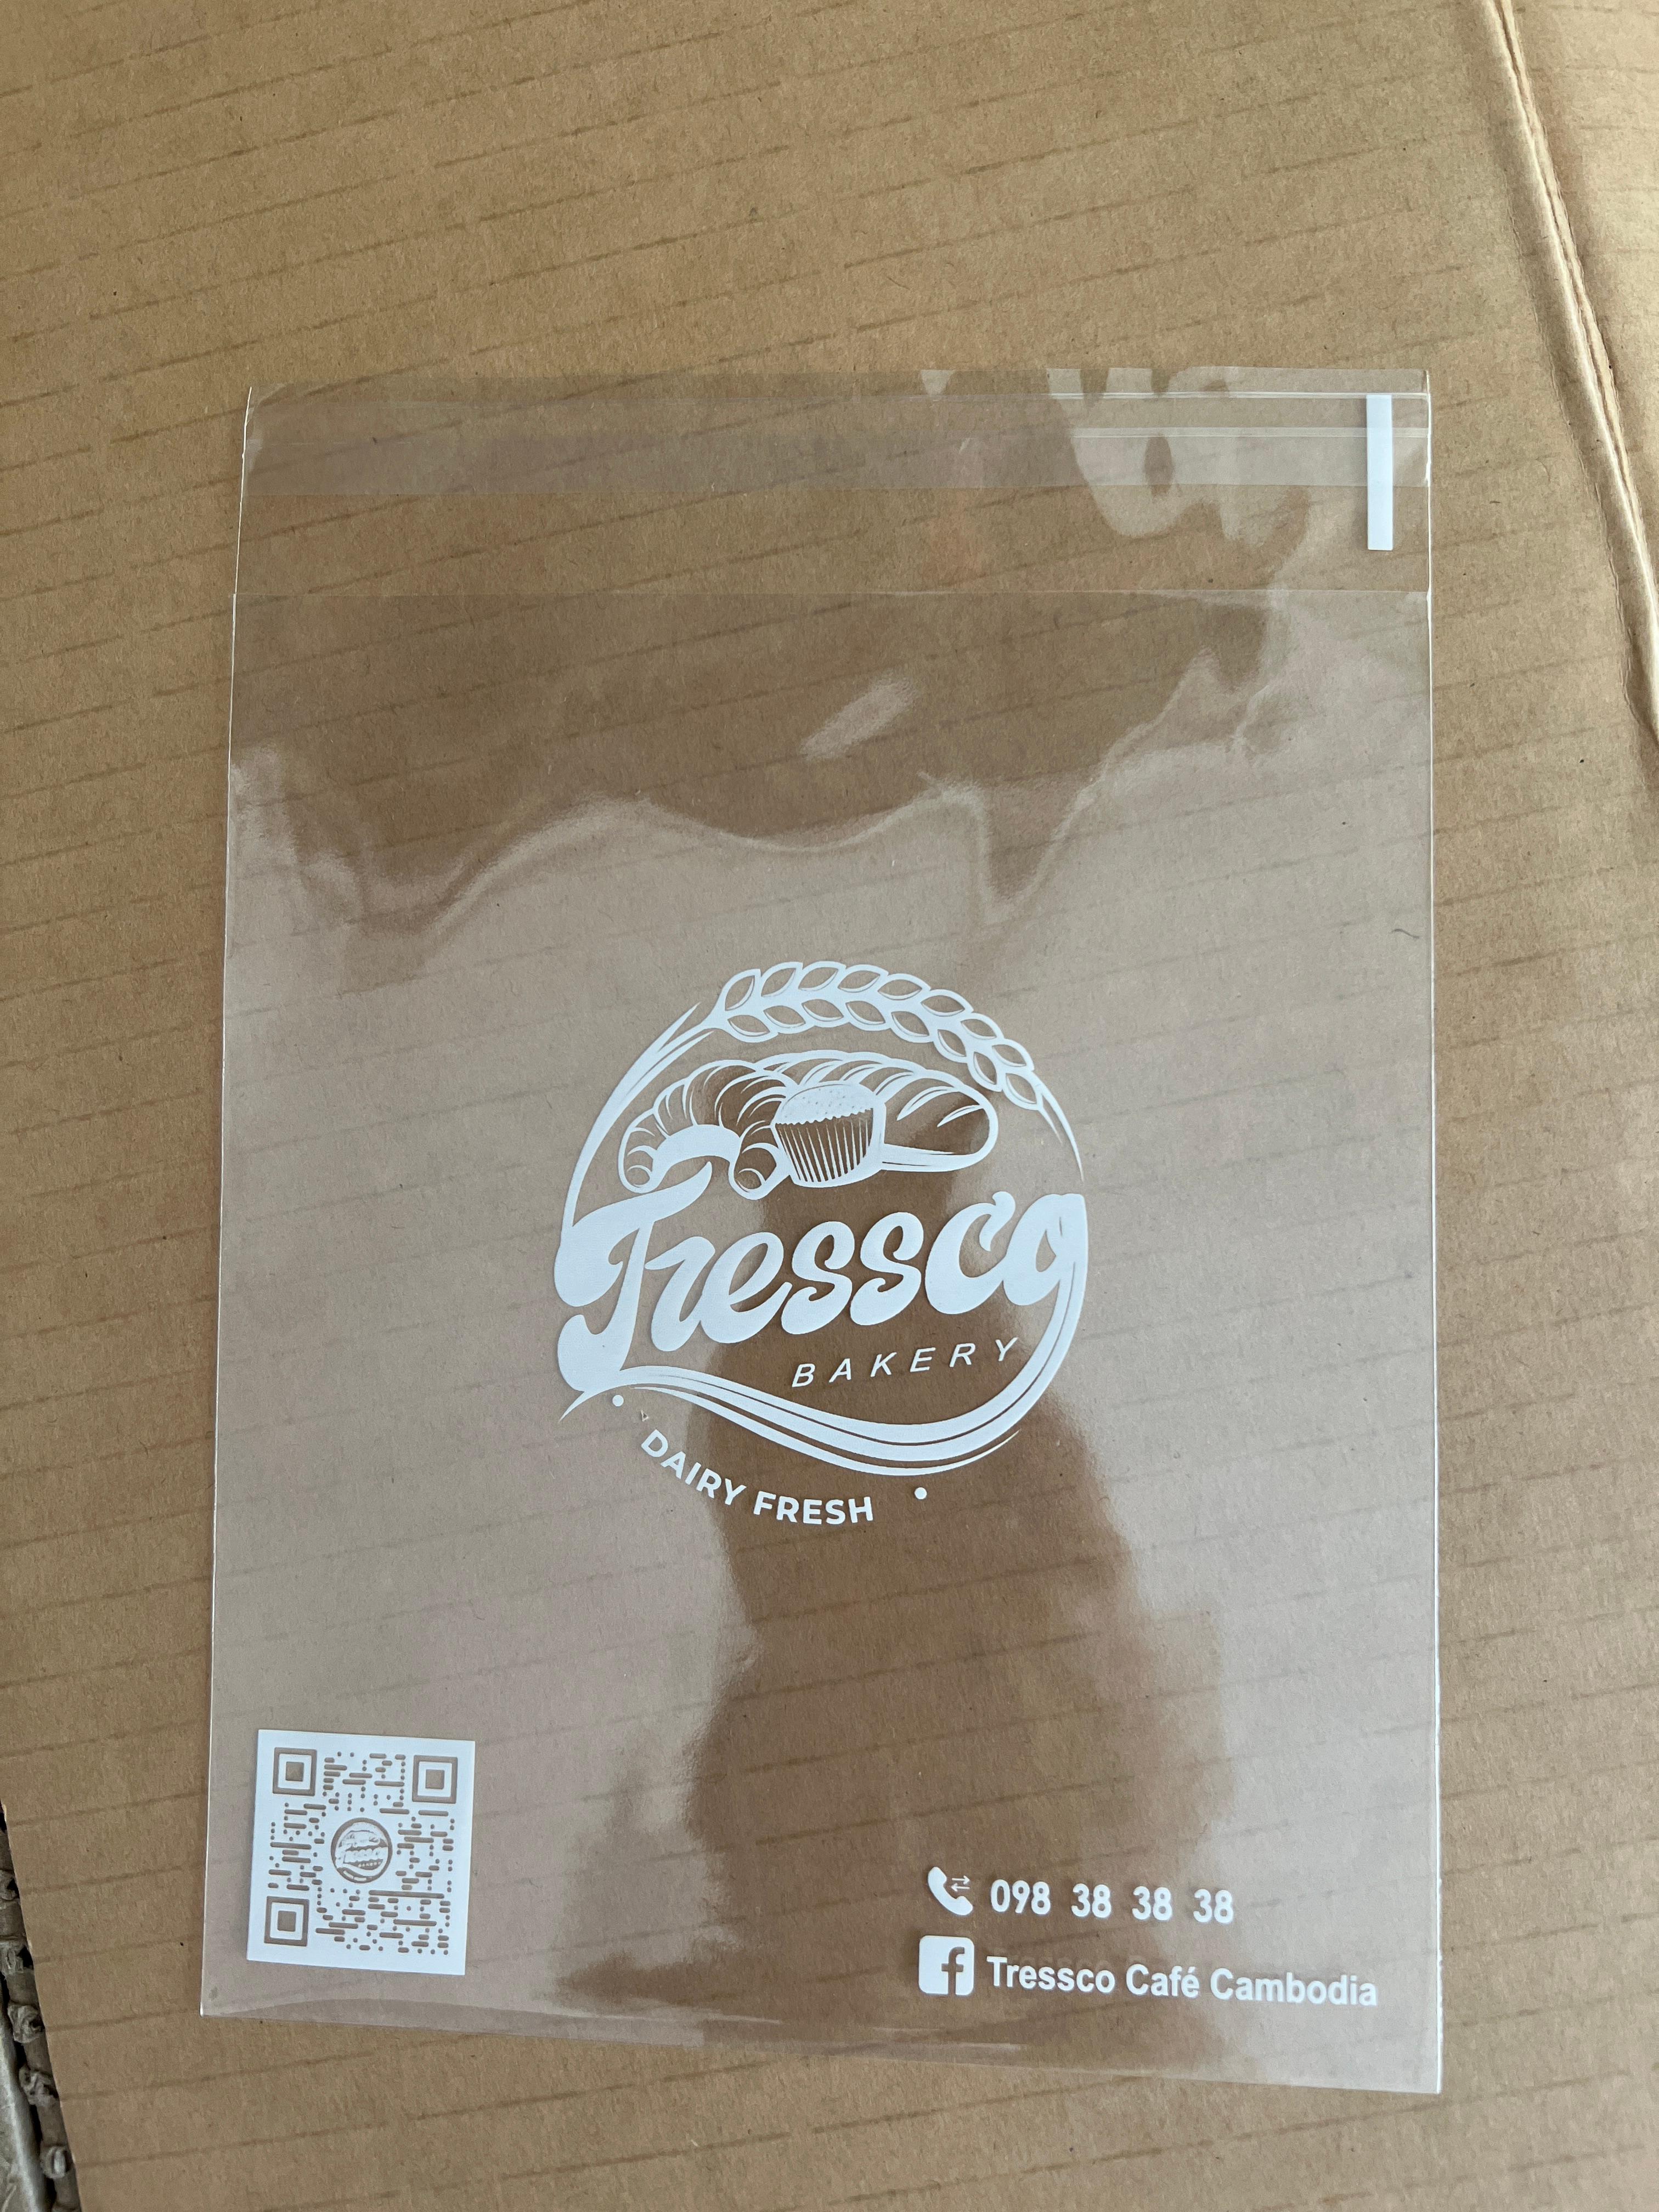 Tressco
BAKERY
DAIRY FRESH
098 38 38 38
Tressco Café Cambodia